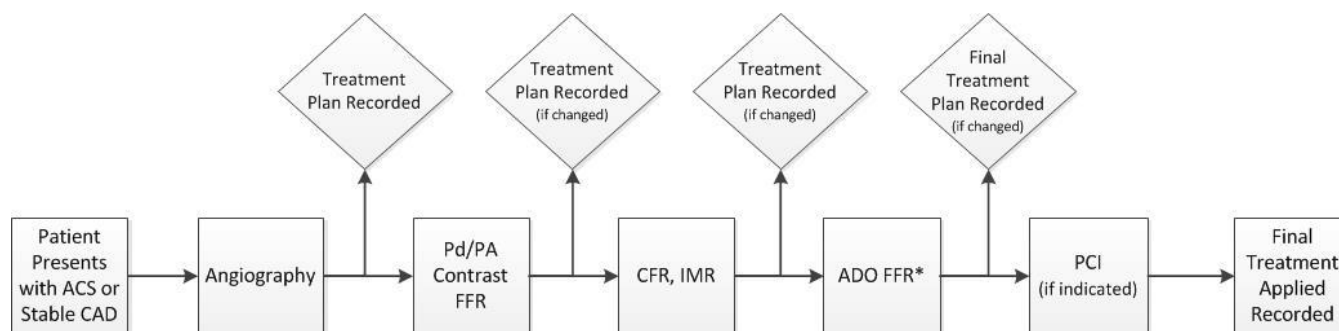 Treatment
Plan Recorded
Treatment
Plan Recorded
(if changed)
Treatment
Plan Recorded
(if changed)
Final
Treatment
Plan Recorded
(if changed)
Patient
Presents
with ACS or
Stable CAD
Angiography
Pd/PA
Contrast
FFR
CFR, IMR
ADO FFR*
PCI
(if indicated)
Final
Treatment
Applied
Recorded